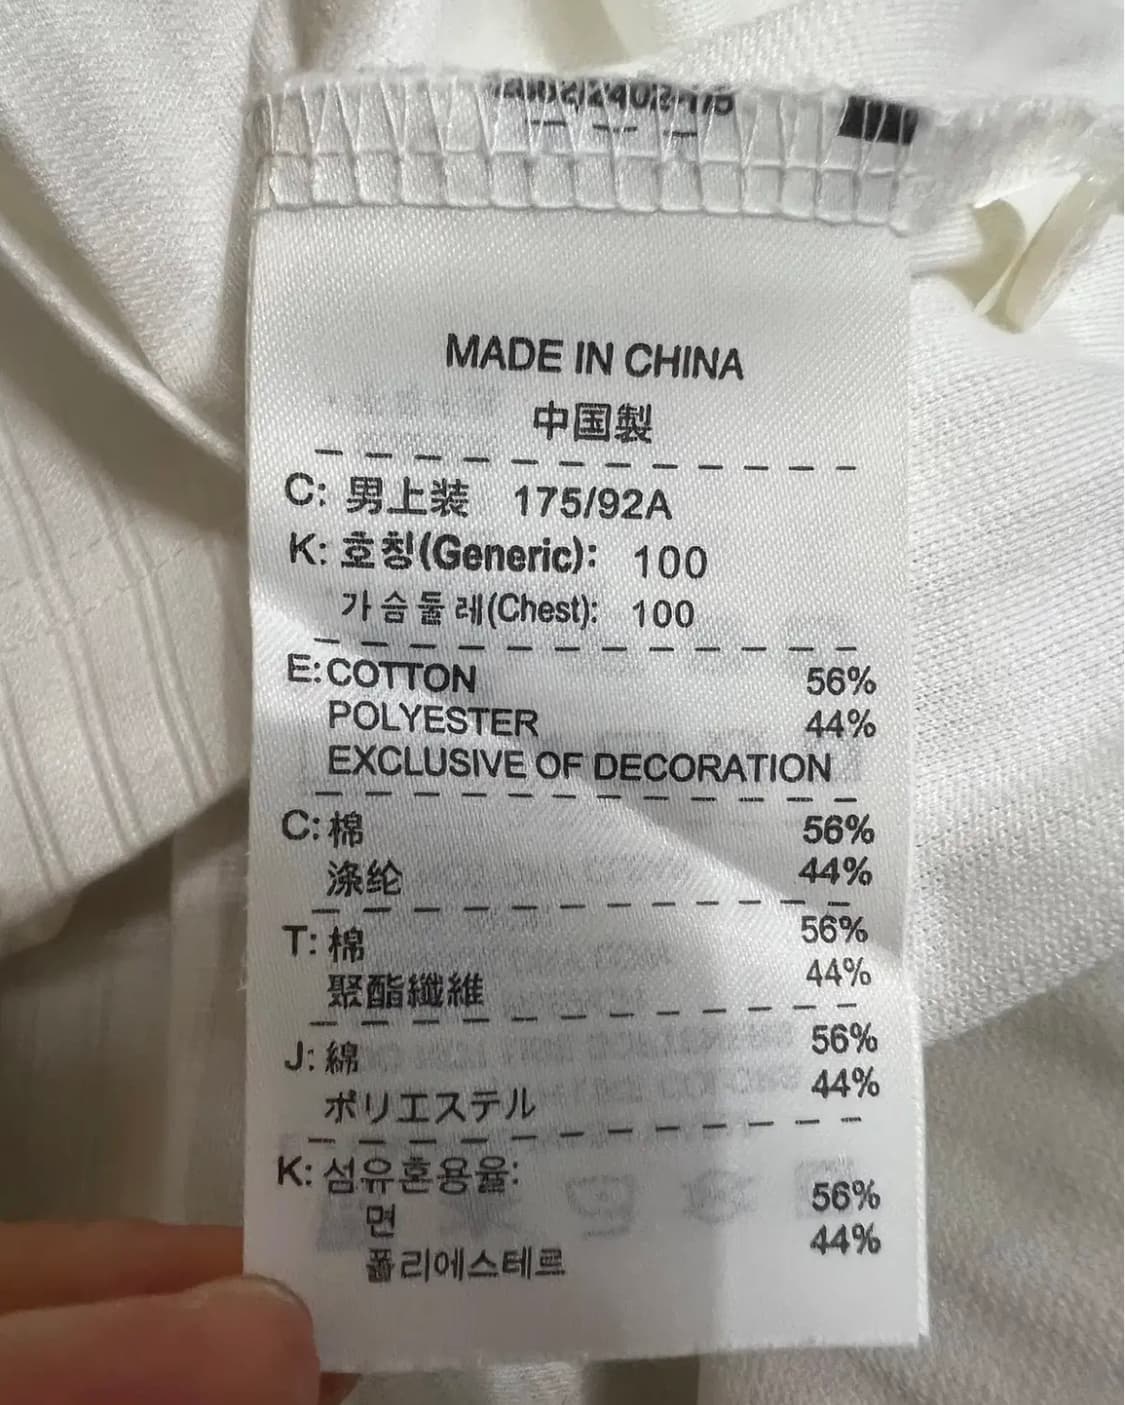 MADE IN CHINA
中国製
C: 男上装 175/92A
K: 호칭(Generic): 100
가슴둘레(Chest): 100
E: COTTON 56%
POLYESTER 44%
EXCLUSIVE OF DECORATION
C: 棉 56%
涤纶 44%
T: 棉 56%
聚酯纖維 44%
J: 綿 56%
ポリエステル 44%
K: 섬유혼용율:
면 56%
폴리에스테르 44%